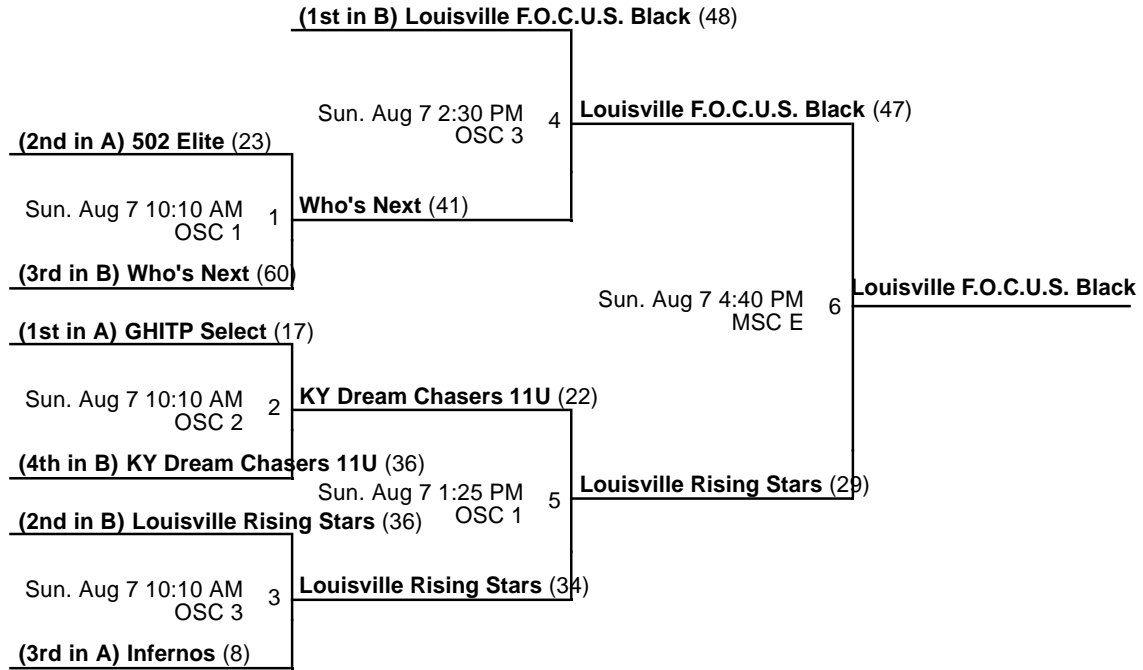 (1st in B) Louisville F.O.C.U.S. Black (48)
Sun. Aug 7 2:30 PM 4
OSC 3
Louisville F.O.C.U.S. Black (47)
(2nd in A) 502 Elite (23)
Sun. Aug 7 10:10 AM 1
OSC 1
Who's Next (41)
(3rd in B) Who's Next (60)
Sun. Aug 7 4:40 PM 6
MSC E
Louisville F.O.C.U.S. Black
(1st in A) GHITP Select (17)
Sun. Aug 7 10:10 AM 2
OSC 2
KY Dream Chasers 11U (22)
(4th in B) KY Dream Chasers 11U (36)
Sun. Aug 7 1:25 PM 5
OSC 1
Louisville Rising Stars (29)
(2nd in B) Louisville Rising Stars (36)
Sun. Aug 7 10:10 AM 3
OSC 3
Louisville Rising Stars (34)
(3rd in A) Infernos (8)